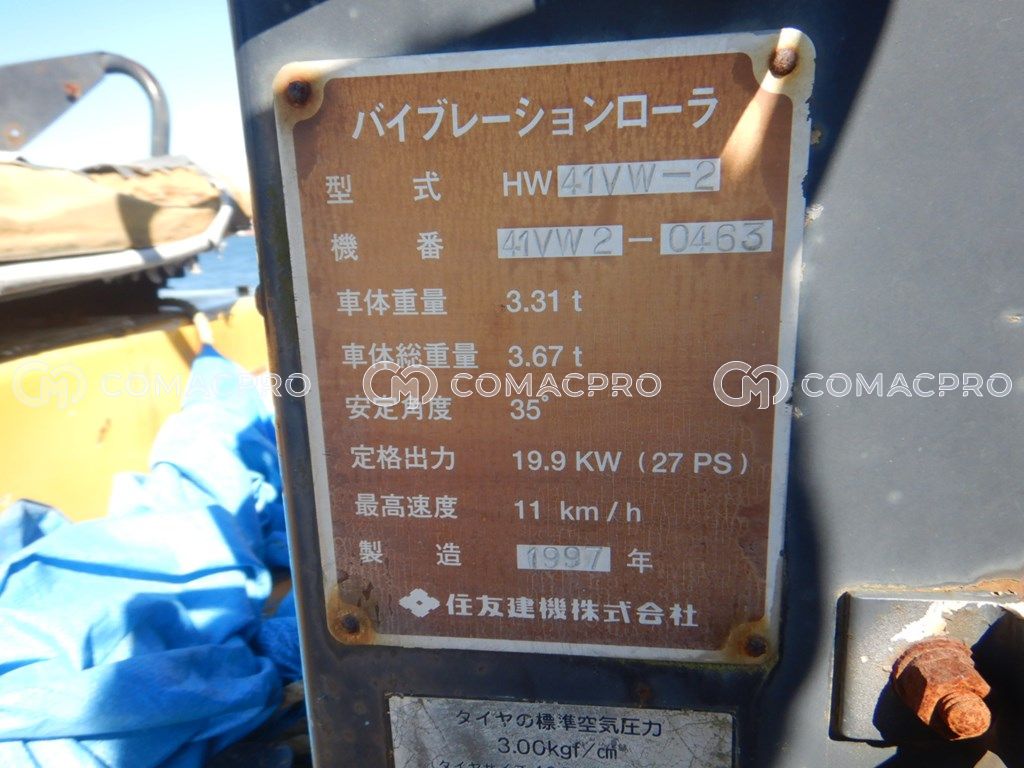 バイブレーションローラ
型 式 HW 41VW-2
機 番 41VW2-0463
車体重量 3.31 t
車体総重量 3.67 t
COMACPRO COMACPRO COMACPRO
安定角度 35°
定格出力 19.9 KW (27 PS)
最高速度 11 km/h
製 造 1997 年
住友建機株式会社
タイヤの標準空気圧力
3.00kgf/cm²